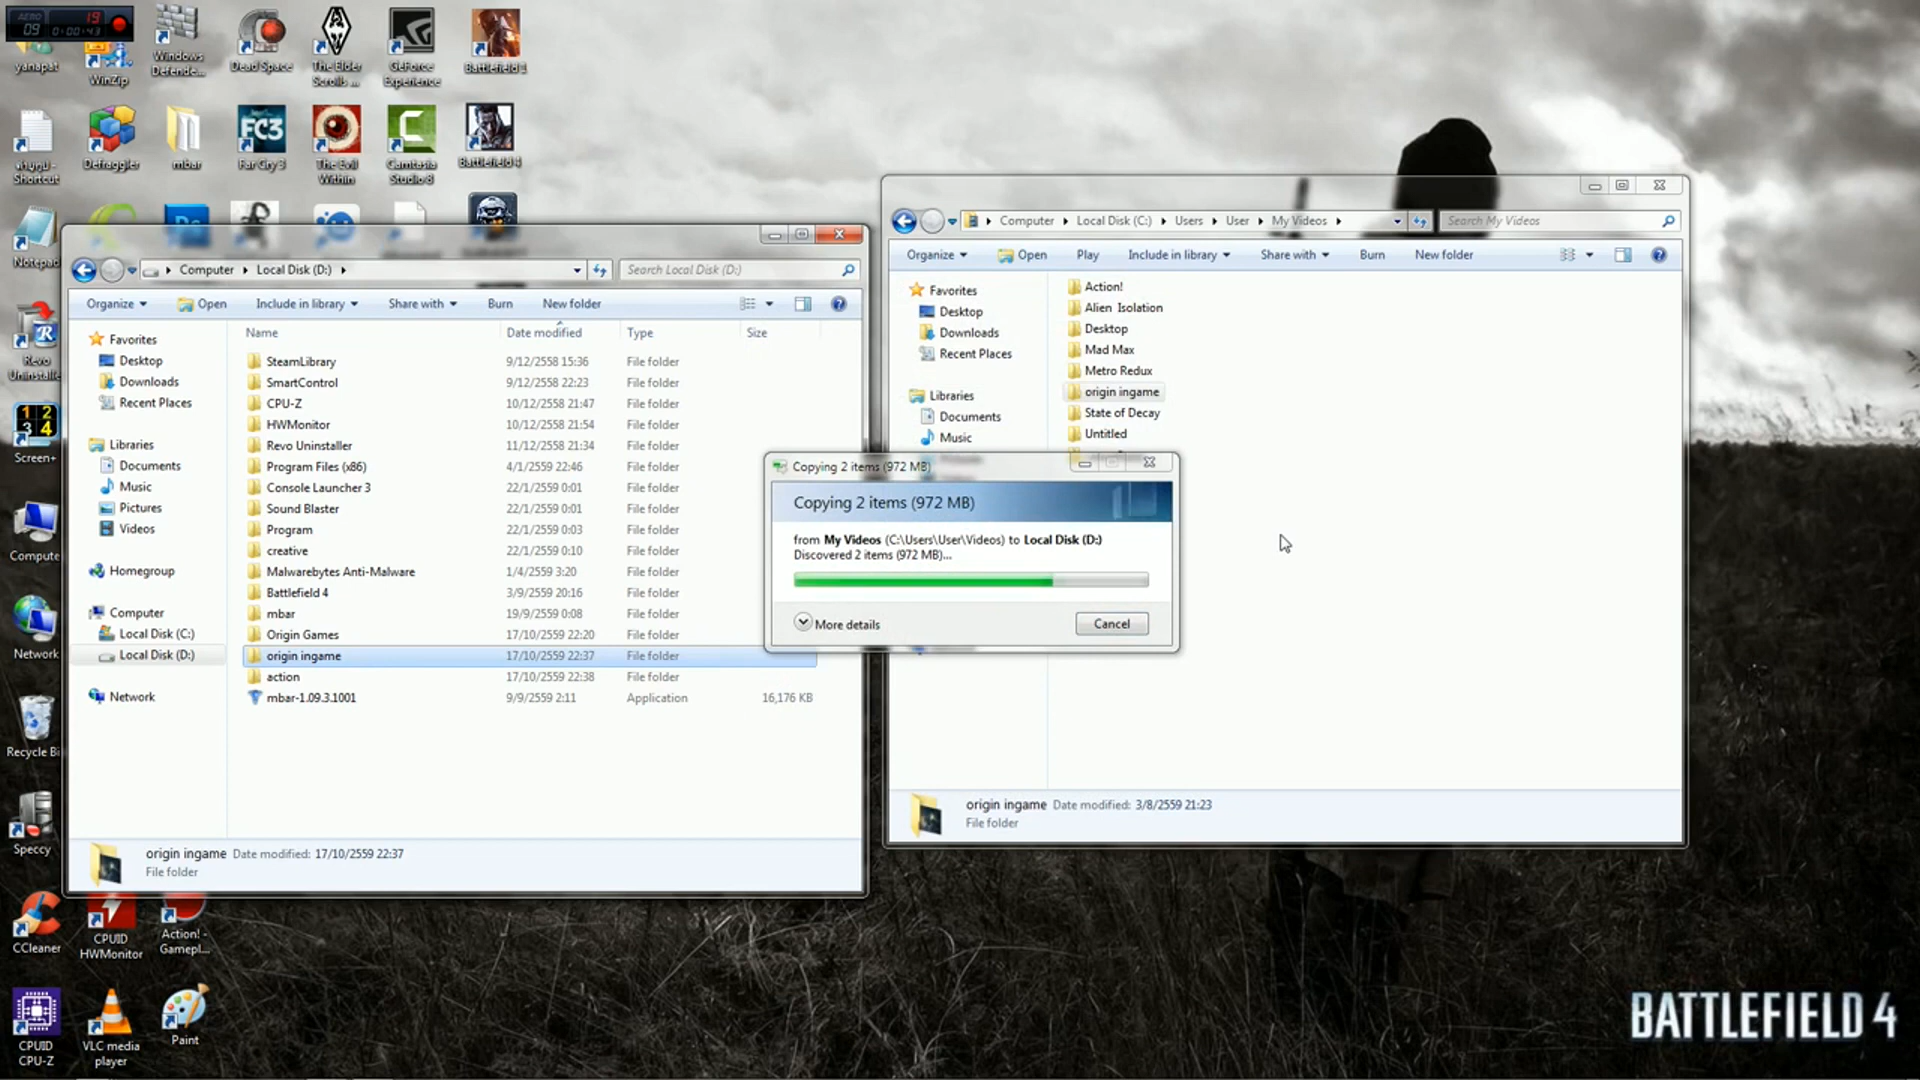 AERO 19
09 0:00:43
yanapat
WinZip
Windows
Defende...
Dead Space
The Elder
Scrolls ...
GeForce
Experience
Battlefield 1
Shortcut
Defraggler
mbar
FC3
Far Cry 3
The Evil
Within
Camtasia
Studio 8
Battlefield 4
Notepad
Revo
Uninstalle
1 2
3 4
Screen+
Compute
Network
Recycle Bi
Speccy
CCleaner
CPUID
HWMonitor
Action! -
Gamepl...
CPUID
CPU-Z
VLC media
player
Paint
Computer Local Disk (D:)
Search Local Disk (D:)
Organize Open Include in library Share with Burn New folder
Name Date modified Type Size
Favorites
Desktop
Downloads
Recent Places
Libraries
Documents
Music
Pictures
Videos
Homegroup
Computer
Local Disk (C:)
Local Disk (D:)
Network
SteamLibrary 9/12/2558 15:36 File folder
SmartControl 9/12/2558 22:23 File folder
CPU-Z 10/12/2558 21:47 File folder
HWMonitor 10/12/2558 21:54 File folder
Revo Uninstaller 11/12/2558 21:34 File folder
Program Files (x86) 4/1/2559 22:46 File folder
Console Launcher 3 22/1/2559 0:01 File folder
Sound Blaster 22/1/2559 0:01 File folder
Program 22/1/2559 0:03 File folder
creative 22/1/2559 0:10 File folder
Malwarebytes Anti-Malware 1/4/2559 3:20 File folder
Battlefield 4 3/9/2559 20:16 File folder
mbar 19/9/2559 0:08 File folder
Origin Games 17/10/2559 22:20 File folder
origin ingame 17/10/2559 22:37 File folder
action 17/10/2559 22:38 File folder
mbar-1.09.3.1001 9/9/2559 2:11 Application 16,176 KB
origin ingame Date modified: 17/10/2559 22:37
File folder
Computer Local Disk (C:) Users User My Videos
Search My Videos
Organize Open Play Include in library Share with Burn New folder
Favorites
Desktop
Downloads
Recent Places
Libraries
Documents
Music
Action!
Alien Isolation
Desktop
Mad Max
Metro Redux
origin ingame
State of Decay
Untitled
origin ingame Date modified: 3/8/2559 21:23
File folder
Copying 2 items (972 MB)
Copying 2 items (972 MB)
from My Videos (C:\Users\User\Videos) to Local Disk (D:)
Discovered 2 items (972 MB)...
More details
Cancel
BATTLEFIELD 4